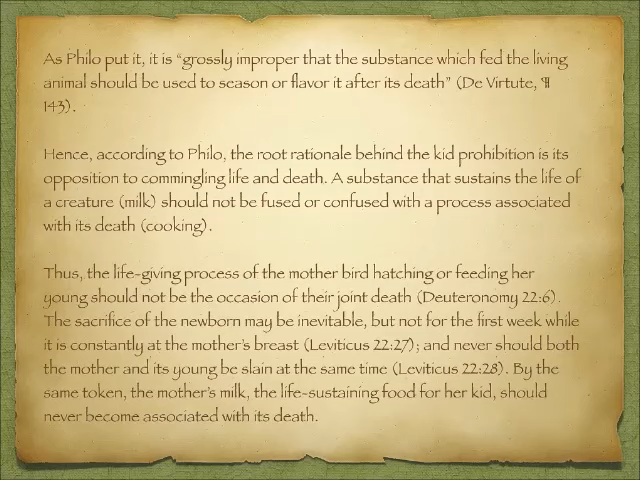 As Philo put it, it is “grossly improper that the substance which fed the living
animal should be used to season or flavor it after its death” (De Virtute, ¶
143).
Hence, according to Philo, the root rationale behind the kid prohibition is its
opposition to commingling life and death. A substance that sustains the life of
a creature (milk) should not be fused or confused with a process associated
with its death (cooking).
Thus, the life-giving process of the mother bird hatching or feeding her
young should not be the occasion of their joint death (Deuteronomy 22:6).
The sacrifice of the newborn may be inevitable, but not for the first week while
it is constantly at the mother’s breast (Leviticus 22:27); and never should both
the mother and its young be slain at the same time (Leviticus 22:28). By the
same token, the mother’s milk, the life-sustaining food for her kid, should
never become associated with its death.